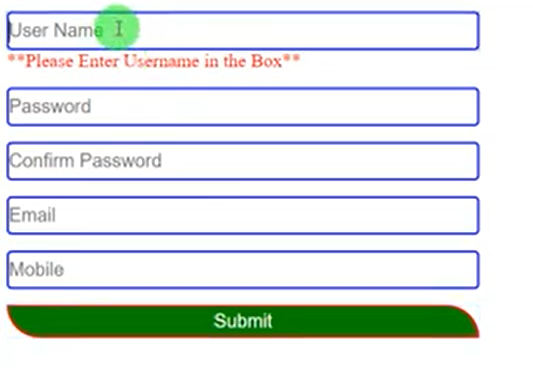 User Name
**Please Enter Username in the Box**
Password
Confirm Password
Email
Mobile
Submit